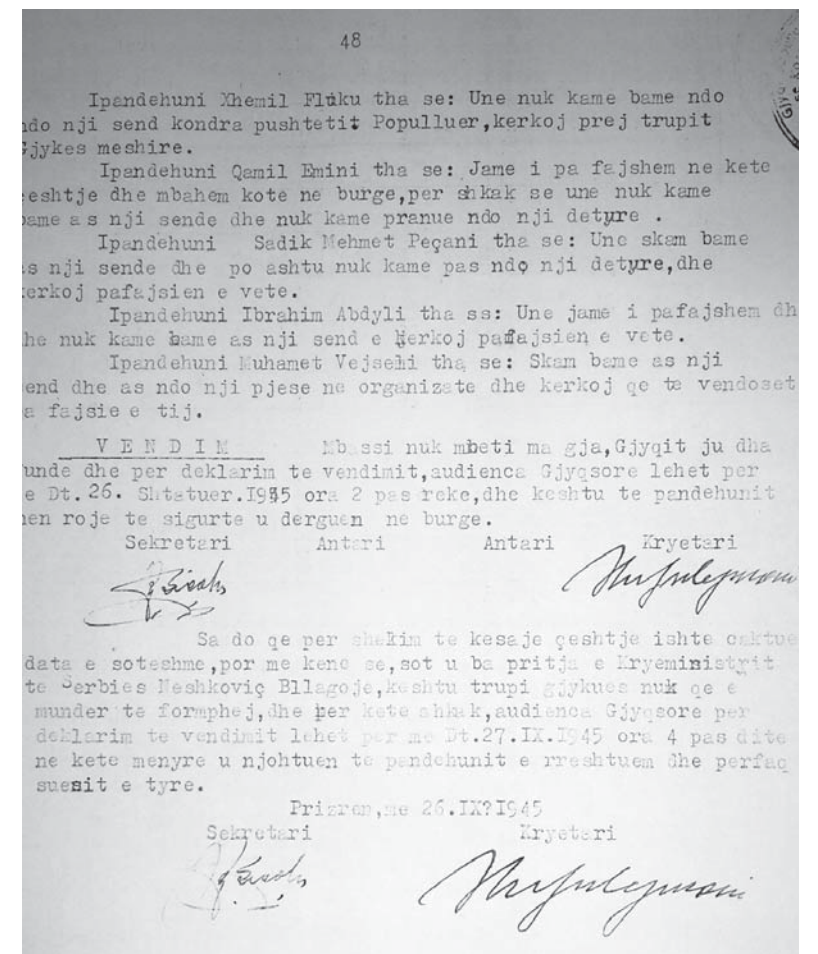 48
Ipandehuni Xhemil Fluku tha se: Une nuk kame bame ndo
ndo nji send kondra pushtetit Popul­luer,kerkoj prej trupit
Gjykes meshire.
Ipandehuni Qamil Emini tha se: Jame i pa fajshem ne kete
çeshtje dhe mbahem kote ne burge,per shkak se une nuk kame
bame as nji sende dhe nuk kame pranue ndo nji detyre .
Ipandehuni Sadik Mehmet Peçani tha se: Une skam bame
as nji sende dhe po ashtu nuk kame pas ndo nji detyre,dhe
kerkoj pafajsien e vete.
Ipandehuni Ibrahim Abdyli tha ss: Une jame i pafajshem dh
dhe nuk kame bame as nji send e kerkoj pafajsien e vete.
Ipandehuni Muhamet Vejseli tha se: Skam bame as nji
send dhe as ndo nji pjese ne organizate dhe kerkoj qe te vendoset
a fajsie e tij.
V E N D I M Mbassi nuk mbeti ma gja,Gjyqit ju dha
funde dhe per deklarim te vendimit,audienca Gjyqsore lehet per
e Dt.26. Shtatuer.I945 ora 2 pas reke,dhe keshtu te pandehunit
nen roje te sigurte u derguen ne burge.
Sekretari Antari Antari Kryetari
Sa do qe per shekim te kesaje çeshtje ishte caktue
data e soteshme,por me kene se,sot u ba pritja e Kryeministrit
te Serbies Neshkoviç Bllagoje,keshtu trupi gjykues nuk qe e
munder te formphej,dhe per kete shkak,audienca Gjyqsore per
deklarim te vendimit lehet per me Dt.27.IX.I945 ora 4 pas dite
ne kete menyre u njohtuen te pandehunit e rreshtuem dhe perfaq
suesit e tyre.
Prizren,me 26.IX?I945
Sekretari Kryetari